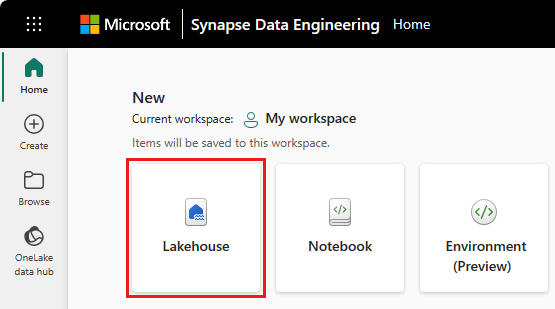 Microsoft Synapse Data Engineering Home
Home
Create
Browse
OneLake
data hub
New
Current workspace: My workspace
Items will be saved to this workspace.
Lakehouse
Notebook
Environment
(Preview)